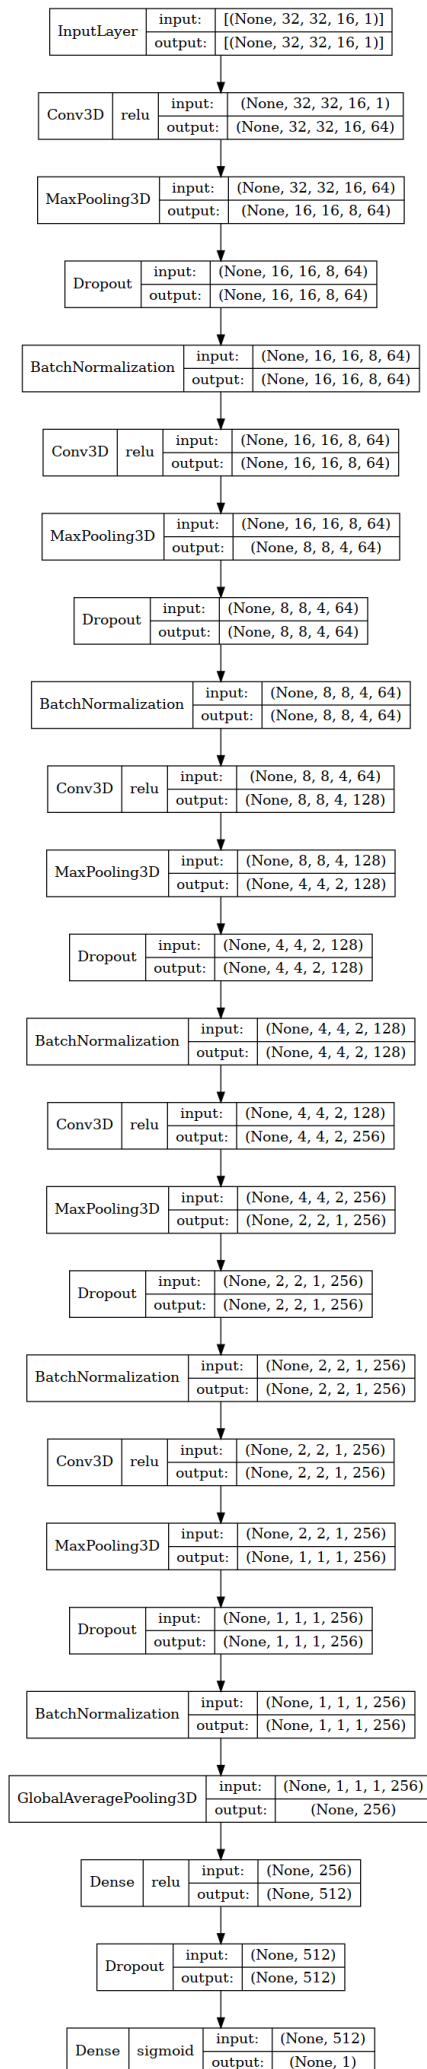 InputLayer input: [(None, 32, 32, 16, 1)]
output: [(None, 32, 32, 16, 1)]
Conv3D relu input: (None, 32, 32, 16, 1)
output: (None, 32, 32, 16, 64)
MaxPooling3D input: (None, 32, 32, 16, 64)
output: (None, 16, 16, 8, 64)
Dropout input: (None, 16, 16, 8, 64)
output: (None, 16, 16, 8, 64)
BatchNormalization input: (None, 16, 16, 8, 64)
output: (None, 16, 16, 8, 64)
Conv3D relu input: (None, 16, 16, 8, 64)
output: (None, 16, 16, 8, 64)
MaxPooling3D input: (None, 16, 16, 8, 64)
output: (None, 8, 8, 4, 64)
Dropout input: (None, 8, 8, 4, 64)
output: (None, 8, 8, 4, 64)
BatchNormalization input: (None, 8, 8, 4, 64)
output: (None, 8, 8, 4, 64)
Conv3D relu input: (None, 8, 8, 4, 64)
output: (None, 8, 8, 4, 128)
MaxPooling3D input: (None, 8, 8, 4, 128)
output: (None, 4, 4, 2, 128)
Dropout input: (None, 4, 4, 2, 128)
output: (None, 4, 4, 2, 128)
BatchNormalization input: (None, 4, 4, 2, 128)
output: (None, 4, 4, 2, 128)
Conv3D relu input: (None, 4, 4, 2, 128)
output: (None, 4, 4, 2, 256)
MaxPooling3D input: (None, 4, 4, 2, 256)
output: (None, 2, 2, 1, 256)
Dropout input: (None, 2, 2, 1, 256)
output: (None, 2, 2, 1, 256)
BatchNormalization input: (None, 2, 2, 1, 256)
output: (None, 2, 2, 1, 256)
Conv3D relu input: (None, 2, 2, 1, 256)
output: (None, 2, 2, 1, 256)
MaxPooling3D input: (None, 2, 2, 1, 256)
output: (None, 1, 1, 1, 256)
Dropout input: (None, 1, 1, 1, 256)
output: (None, 1, 1, 1, 256)
BatchNormalization input: (None, 1, 1, 1, 256)
output: (None, 1, 1, 1, 256)
GlobalAveragePooling3D input: (None, 1, 1, 1, 256)
output: (None, 256)
Dense relu input: (None, 256)
output: (None, 512)
Dropout input: (None, 512)
output: (None, 512)
Dense sigmoid input: (None, 512)
output: (None, 1)